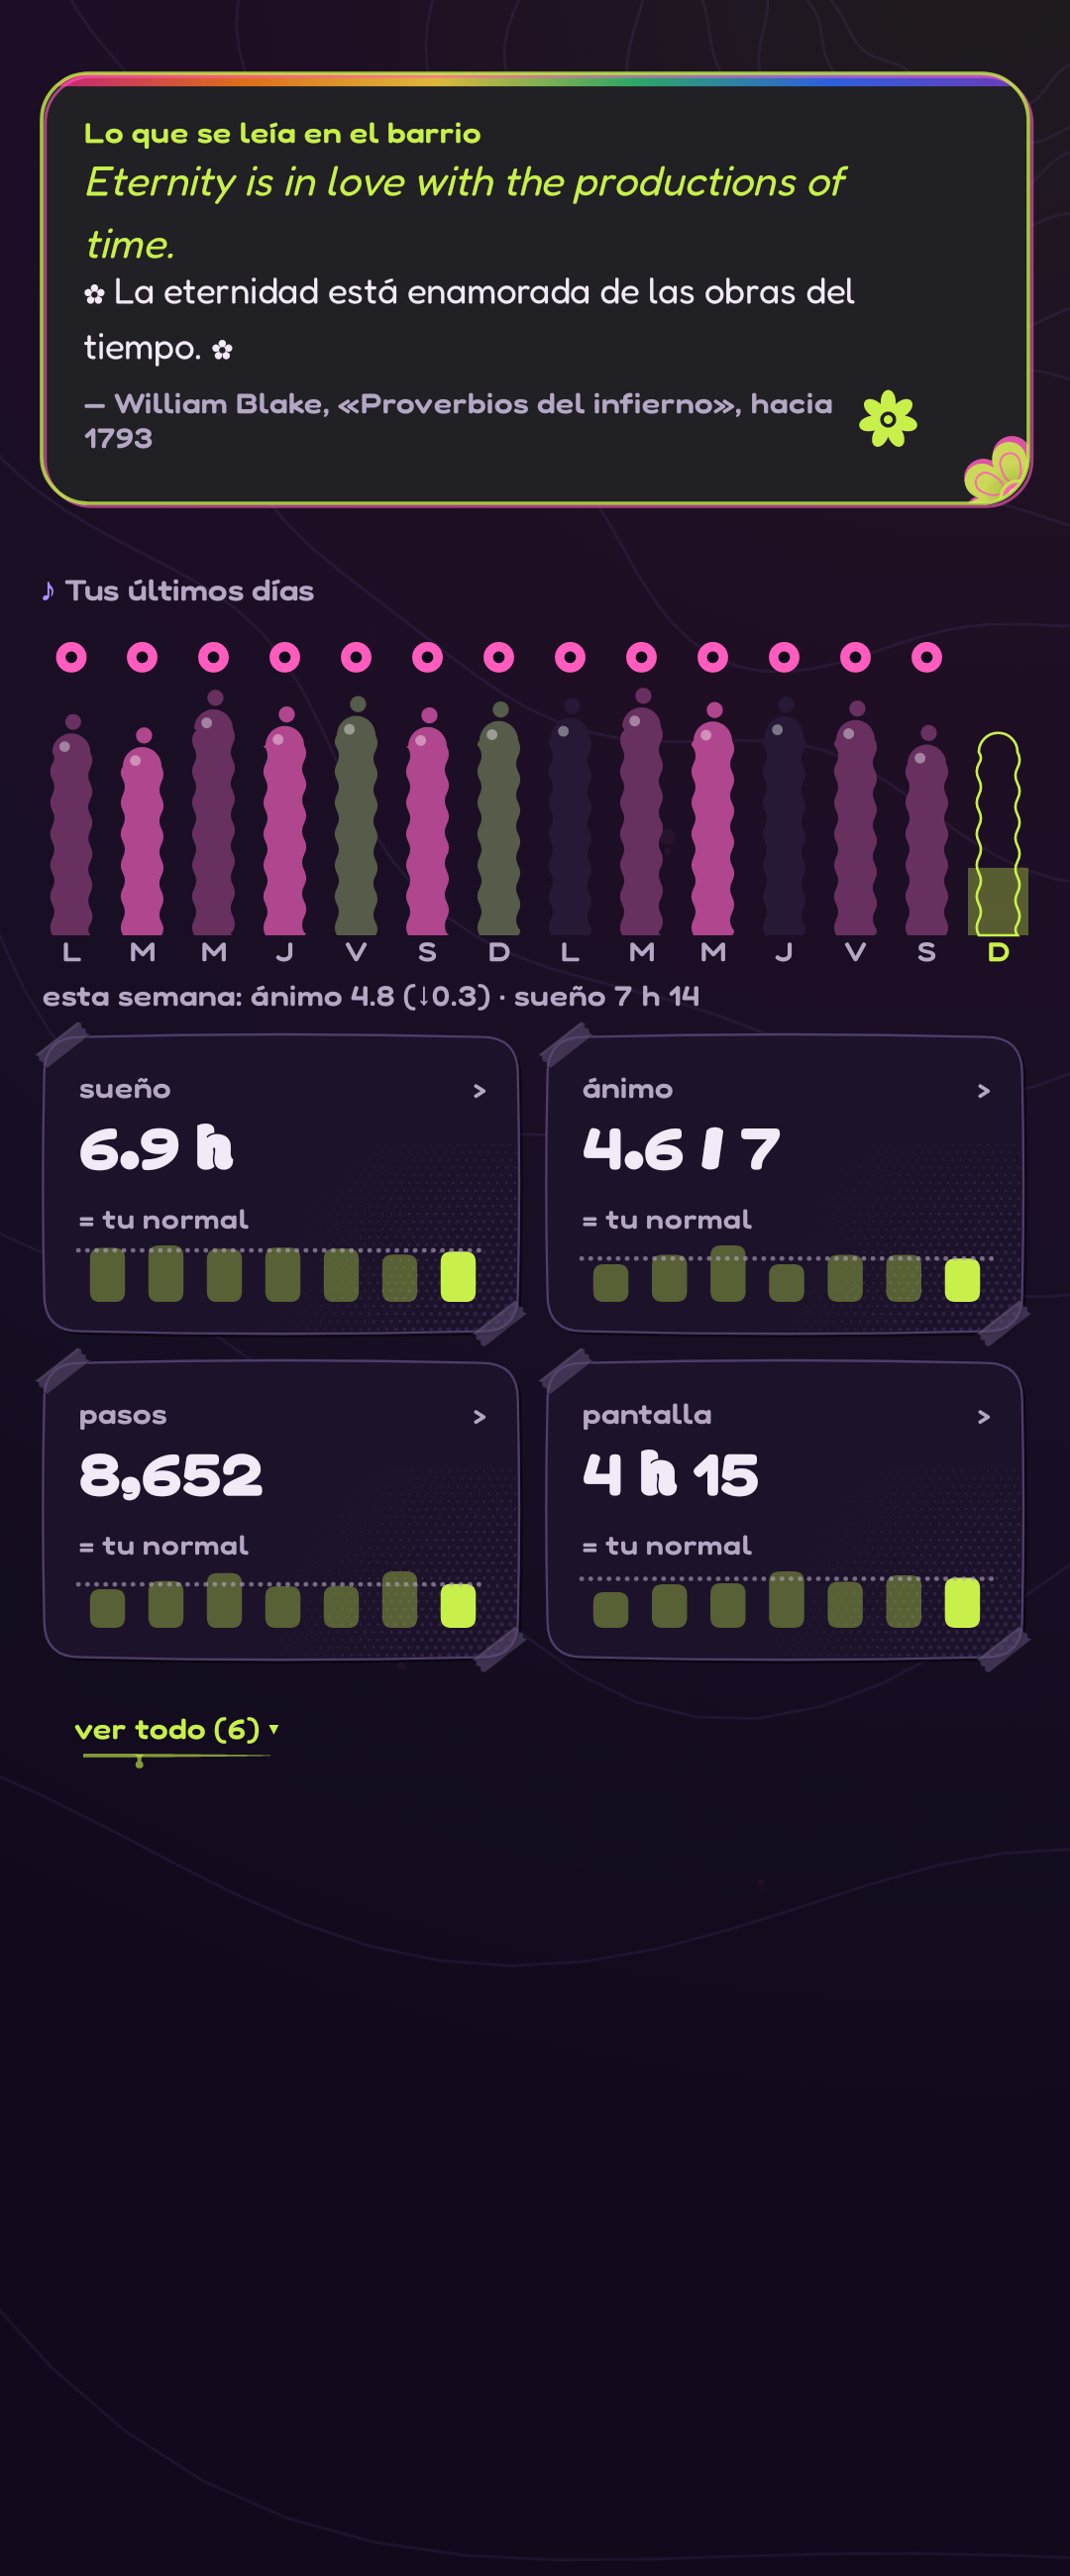 Lo que se leía en el barrio
Eternity is in love with the productions of
time.
✿ La eternidad está enamorada de las obras del
tiempo. ✿
— William Blake, «Proverbios del infierno», hacia
1793
♪ Tus últimos días
L M M J V S D L M M J V S D
esta semana: ánimo 4.8 (↓0.3) · sueño 7 h 14
sueño >
6.9 h
= tu normal
ánimo >
4.6 / 7
= tu normal
pasos >
8,652
= tu normal
pantalla >
4 h 15
= tu normal
ver todo (6) ▾